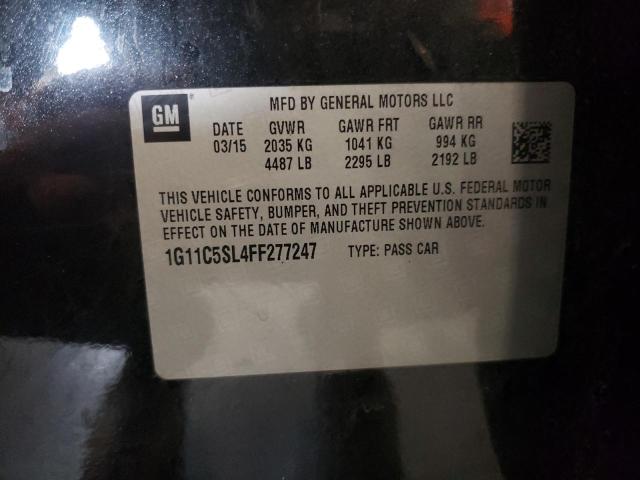 GM
MFD BY GENERAL MOTORS LLC
DATE GVWR GAWR FRT GAWR RR
03/15 2035 KG 1041 KG 994 KG
4487 LB 2295 LB 2192 LB
THIS VEHICLE CONFORMS TO ALL APPLICABLE U.S. FEDERAL MOTOR
VEHICLE SAFETY, BUMPER, AND THEFT PREVENTION STANDARDS IN
EFFECT ON THE DATE OF MANUFACTURE SHOWN ABOVE.
1G11C5SL4FF277247 TYPE: PASS CAR